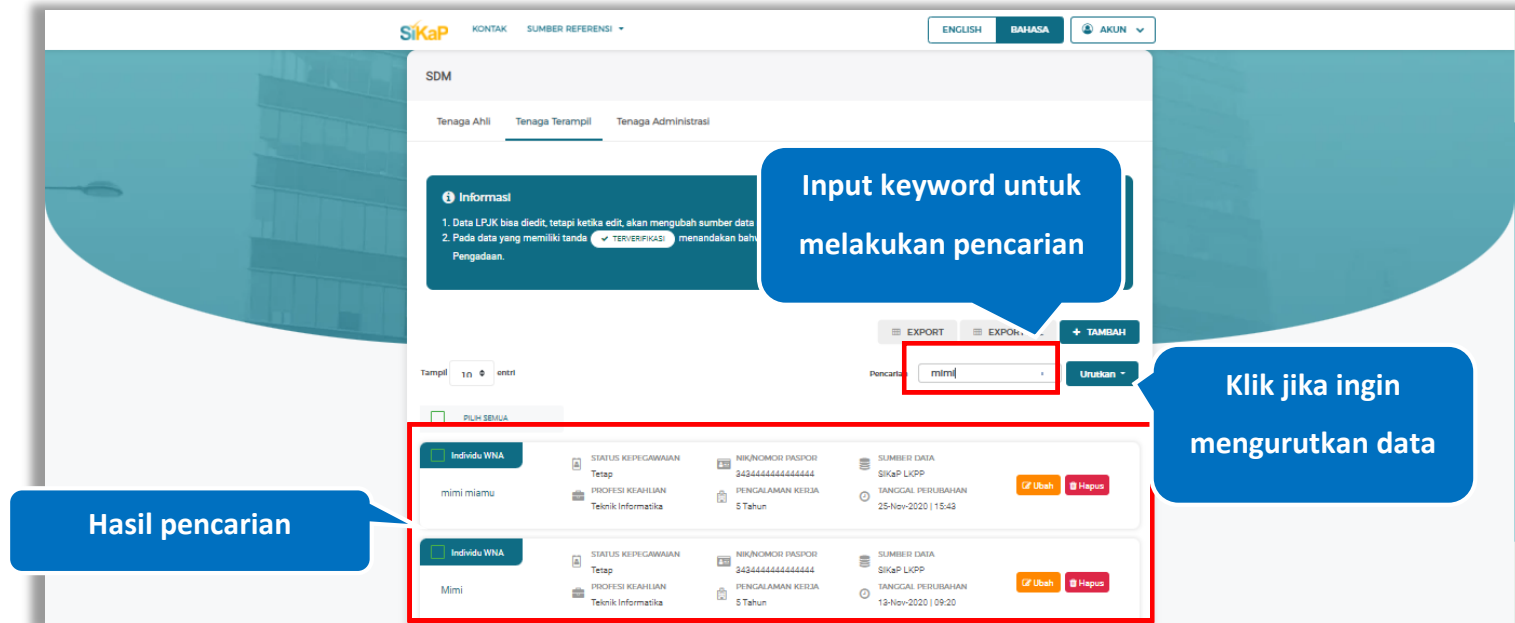 SiKaP KONTAK SUMBER REFERENSI ENGLISH BAHASA AKUN
SDM
Tenaga Ahli Tenaga Terampil Tenaga Administrasi
Informasi
1. Data LPJK bisa diedit, tetapi ketika edit, akan mengubah sumber data
2. Pada data yang memiliki tanda TERVERIFIKASI menandakan bahw
Pengadaan.
Input keyword untuk
melakukan pencarian
EXPORT EXPOR + TAMBAH
Tampil 10 entri Pencarian mimi Urutkan
Klik jika ingin
mengurutkan data
PILIH SEMUA
Hasil pencarian
Individu WNA
mimi miamu
STATUS KEPEGAWAIAN
Tetap
PROFESI KEAHLIAN
Teknik Informatika
NIK/NOMOR PASPOR
3434444444444444
PENGALAMAN KERJA
5 Tahun
SUMBER DATA
SIKaP LKPP
TANGGAL PERUBAHAN
25-Nov-2020 | 15:43
Ubah Hapus
Individu WNA
Mimi
STATUS KEPEGAWAIAN
Tetap
PROFESI KEAHLIAN
Teknik Informatika
NIK/NOMOR PASPOR
3434444444444444
PENGALAMAN KERJA
5 Tahun
SUMBER DATA
SIKaP LKPP
TANGGAL PERUBAHAN
13-Nov-2020 | 09:20
Ubah Hapus